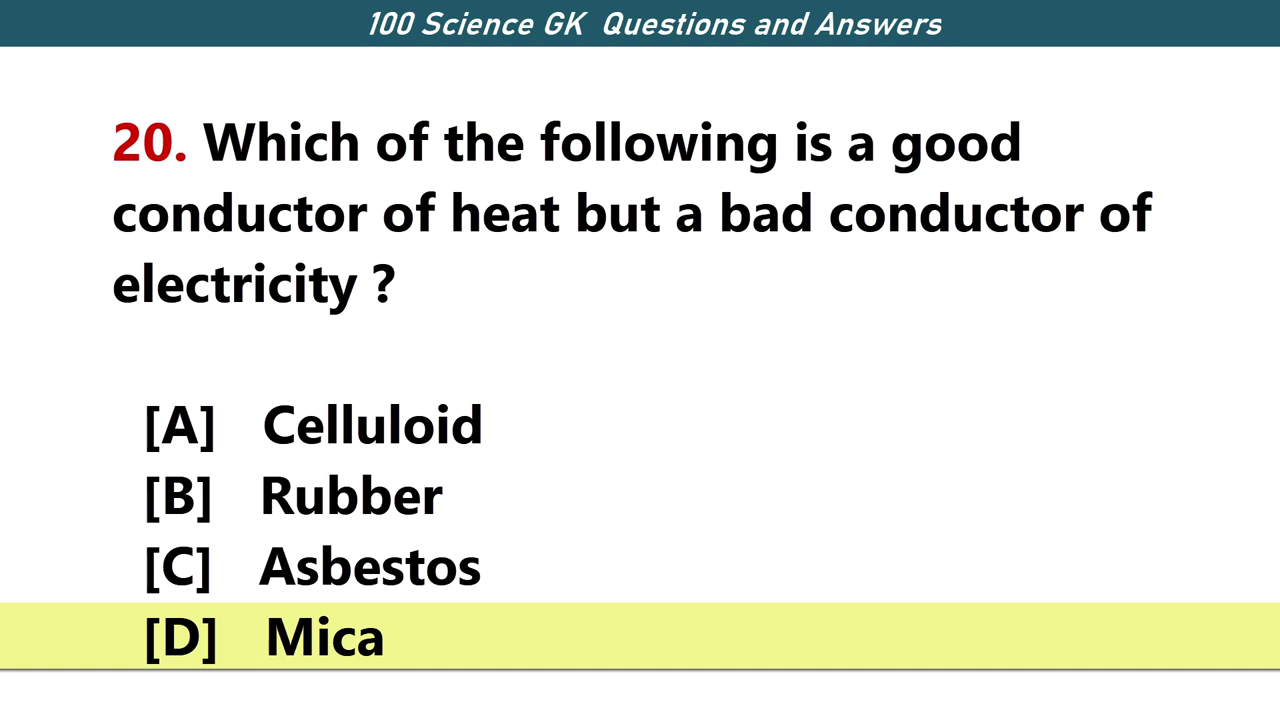 100 Science GK Questions and Answers
20. Which of the following is a good
conductor of heat but a bad conductor of
electricity ?
[A] Celluloid
[B] Rubber
[C] Asbestos
[D] Mica